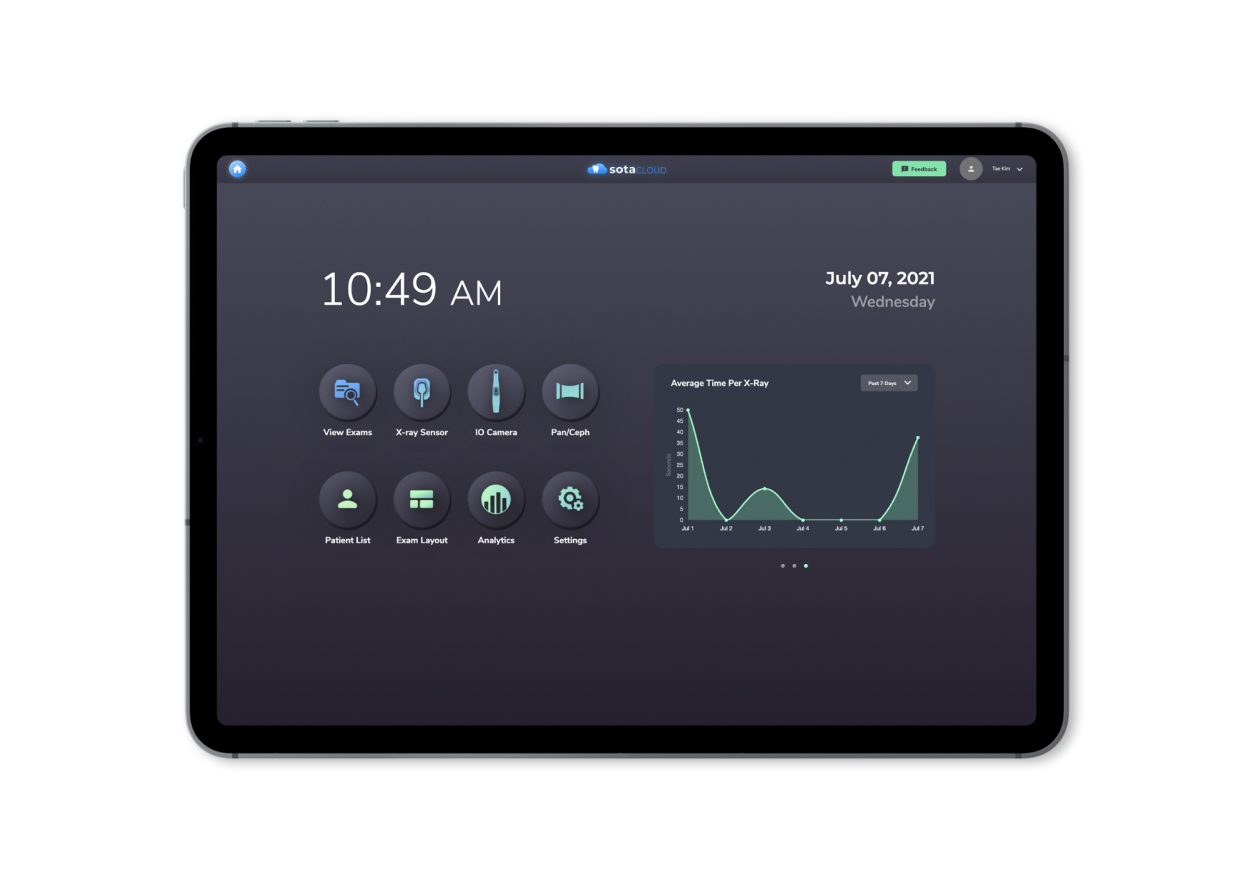 sotaCLOUD
Feedback
Tae Kim
10:49 AM
July 07, 2021
Wednesday
View Exams
X-ray Sensor
IO Camera
Pan/Ceph
Patient List
Exam Layout
Analytics
Settings
Average Time Per X-Ray
Past 7 Days
Seconds
50
45
40
35
30
25
20
15
10
5
0
Jul 1 Jul 2 Jul 3 Jul 4 Jul 5 Jul 6 Jul 7